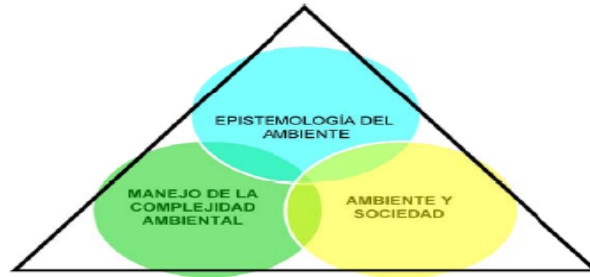 EPISTEMOLOGÍA DEL
AMBIENTE
MANEJO DE LA
COMPLEJIDAD
AMBIENTAL
AMBIENTE Y
SOCIEDAD